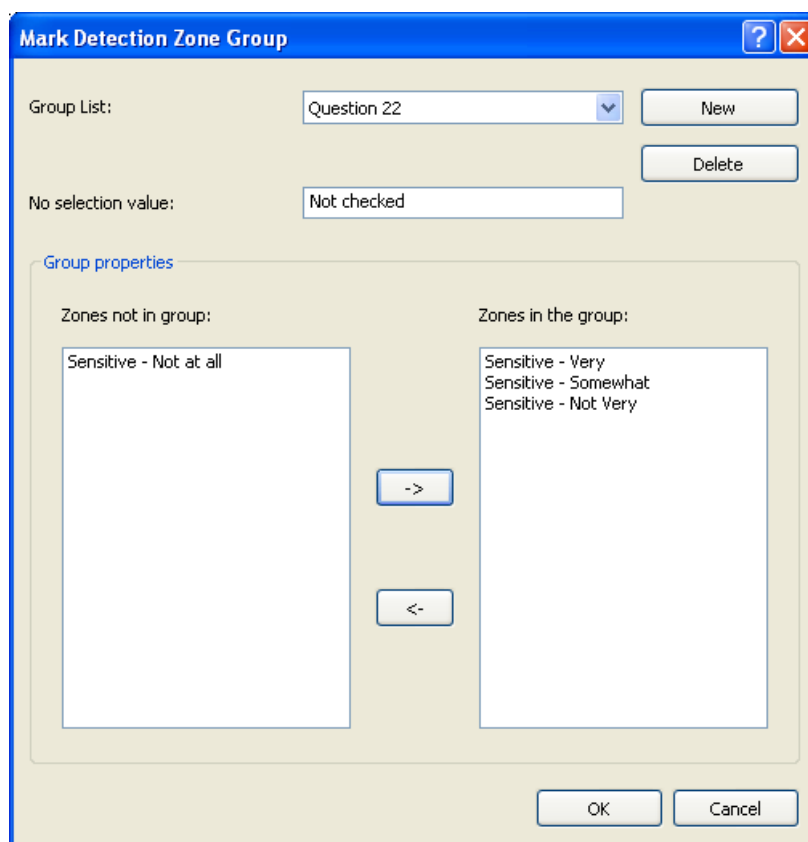 Mark Detection Zone Group
?
Group List:
Question 22
New
Delete
No selection value:
Not checked
Group properties
Zones not in group:
Zones in the group:
Sensitive - Not at all
Sensitive - Very
Sensitive - Somewhat
Sensitive - Not Very
->
<-
OK
Cancel